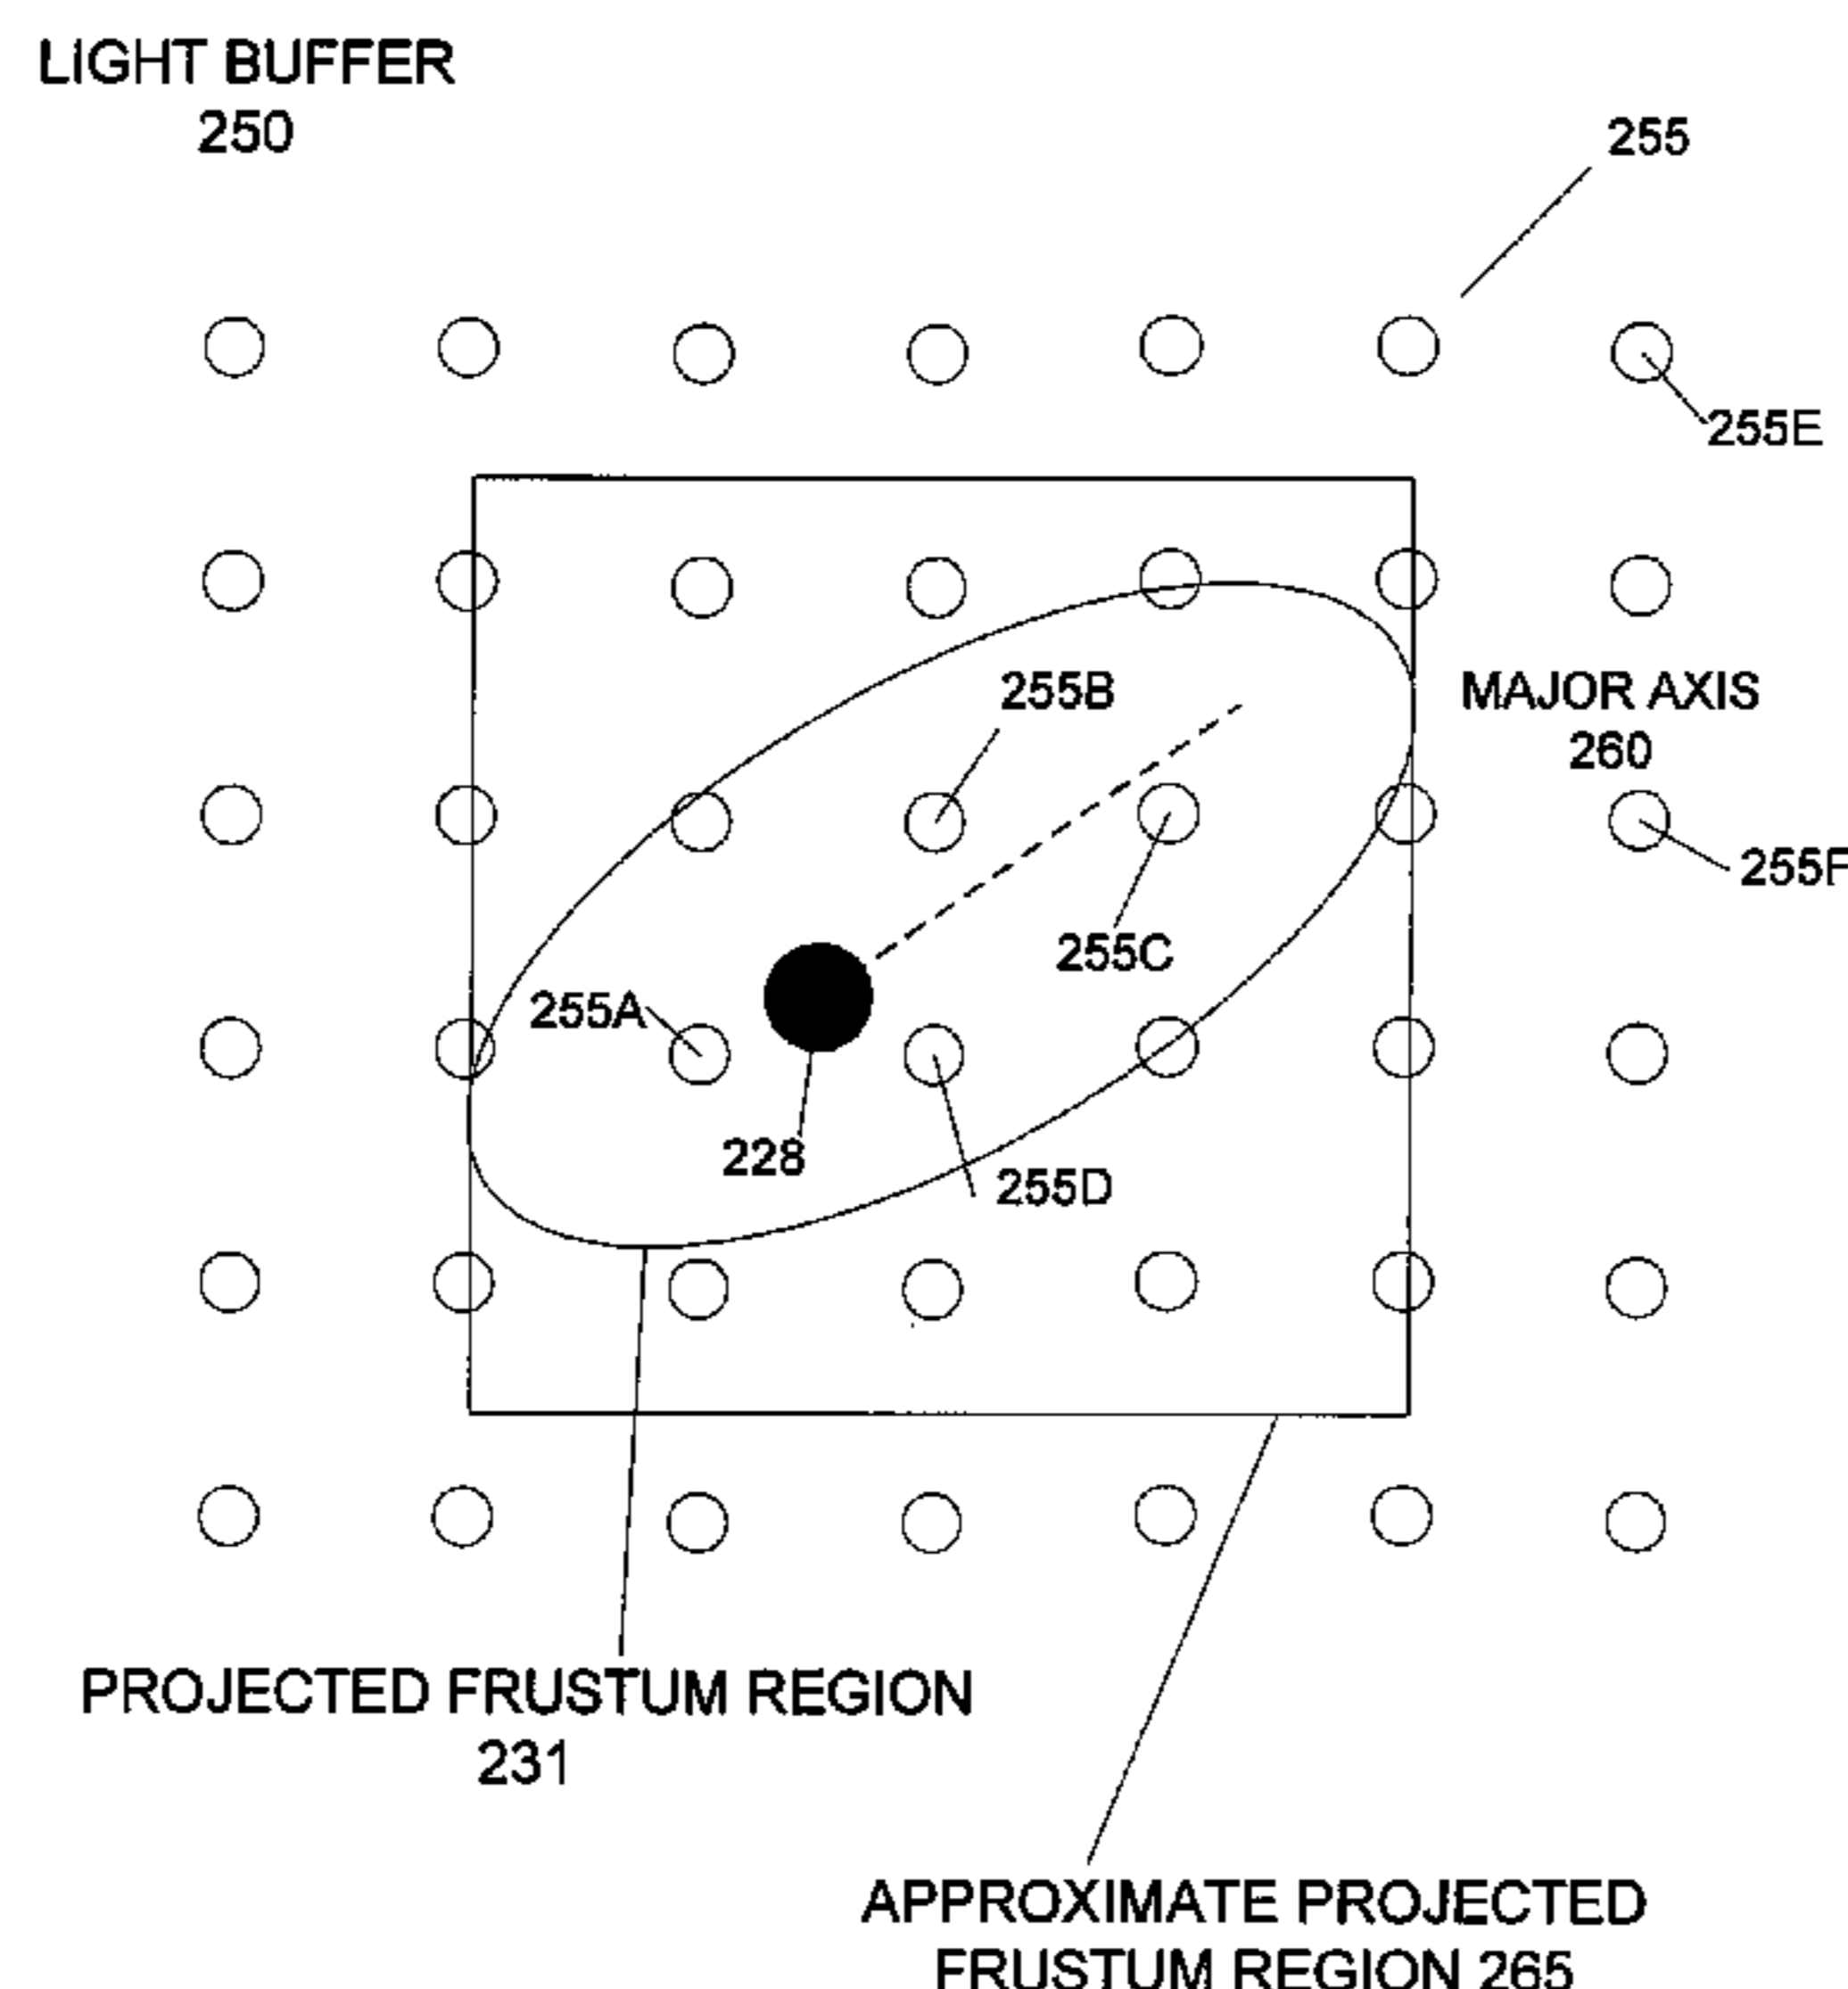 LIGHT BUFFER
250
255
255E
255B
MAJOR AXIS
260
255F
255C
255A
228
255D
PROJECTED FRUSTUM REGION
231
APPROXIMATE PROJECTED
FRUSTUM REGION 265